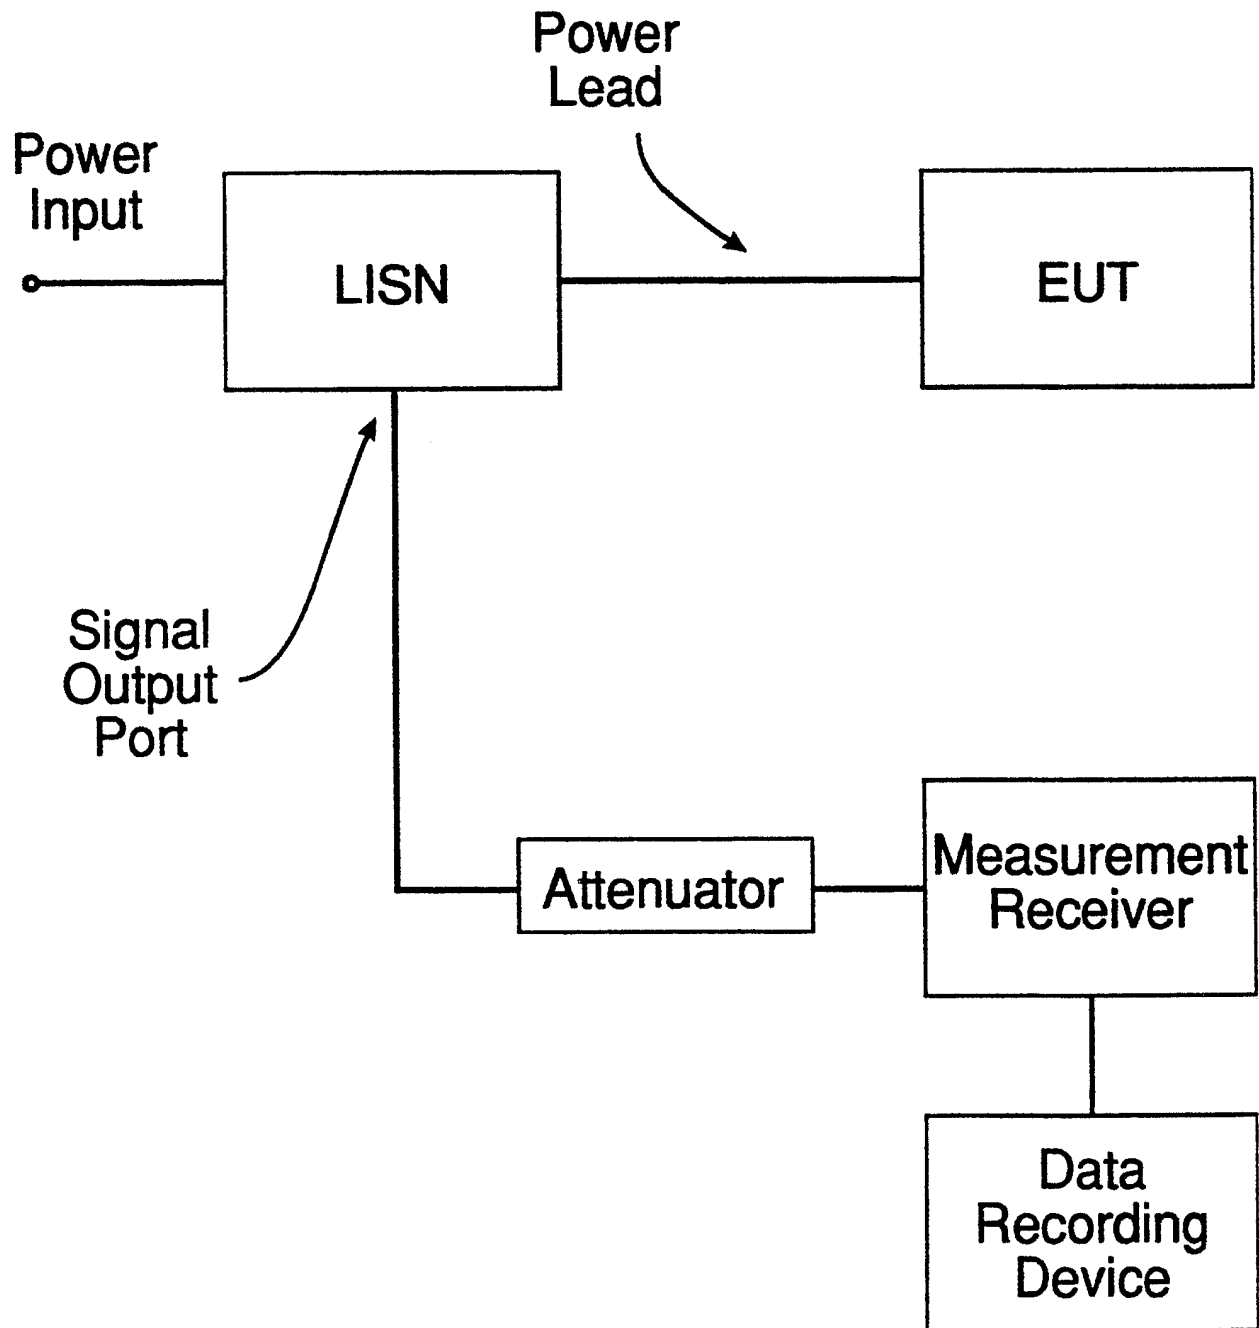 Power
Lead
Power
Input
LISN
EUT
Signal
Output
Port
Attenuator
Measurement
Receiver
Data
Recording
Device